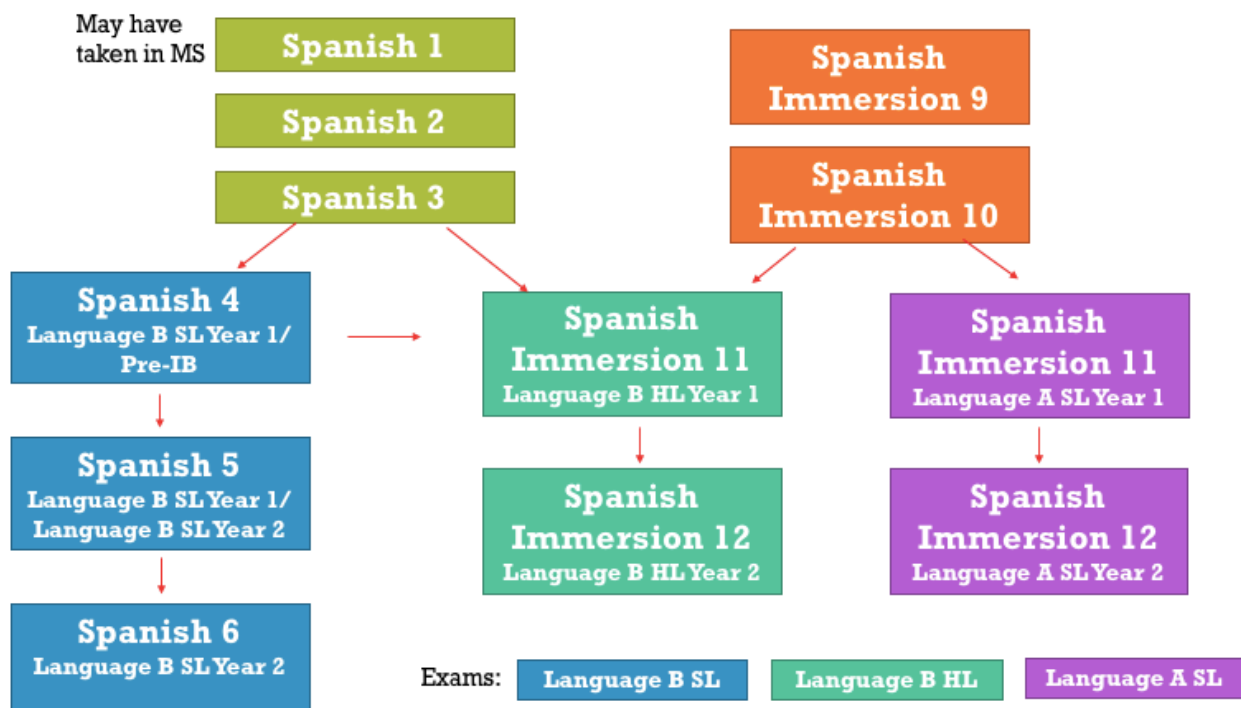 May have
taken in MS
Spanish 1
Spanish 2
Spanish 3
Spanish
Immersion 9
Spanish
Immersion 10
Spanish 4
Language B SL Year 1/
Pre-IB
Spanish 5
Language B SL Year 1/
Language B SL Year 2
Spanish 6
Language B SL Year 2
Spanish
Immersion 11
Language B HL Year 1
Spanish
Immersion 12
Language B HL Year 2
Spanish
Immersion 11
Language A SL Year 1
Spanish
Immersion 12
Language A SL Year 2
Exams: Language B SL Language B HL Language A SL